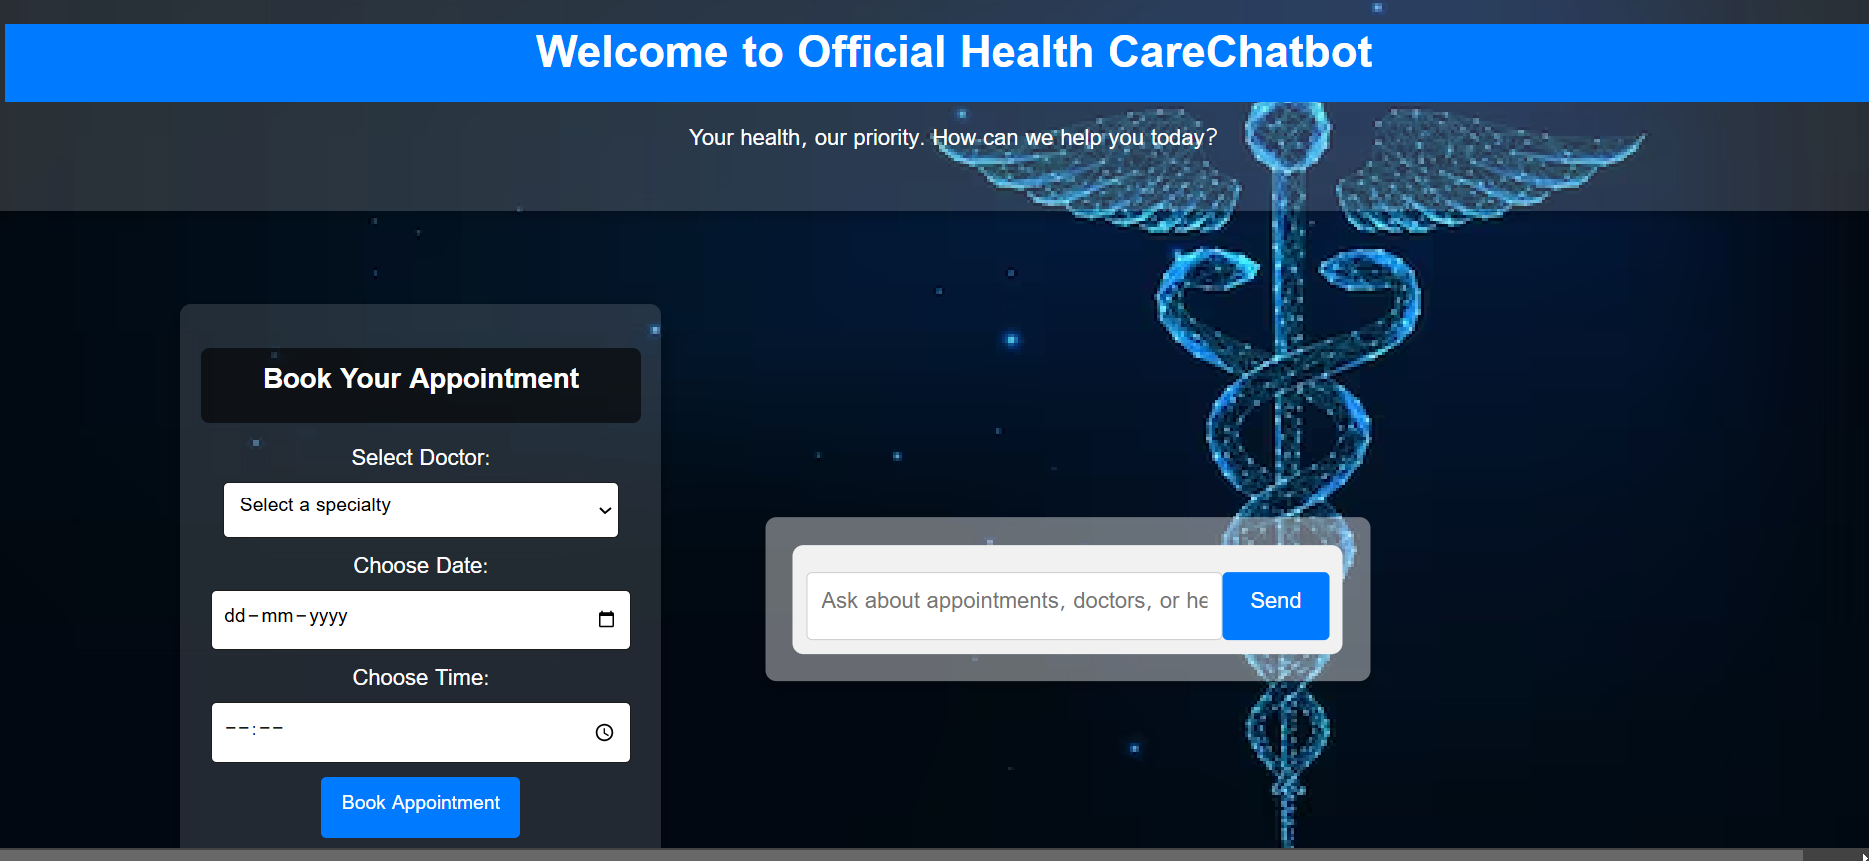 Welcome to Official Health CareChatbot
Your health, our priority. How can we help you today?
Book Your Appointment
Select Doctor:
Select a specialty
Choose Date:
dd-mm-yyyy
Choose Time:
--:--
Book Appointment
Ask about appointments, doctors, or he
Send